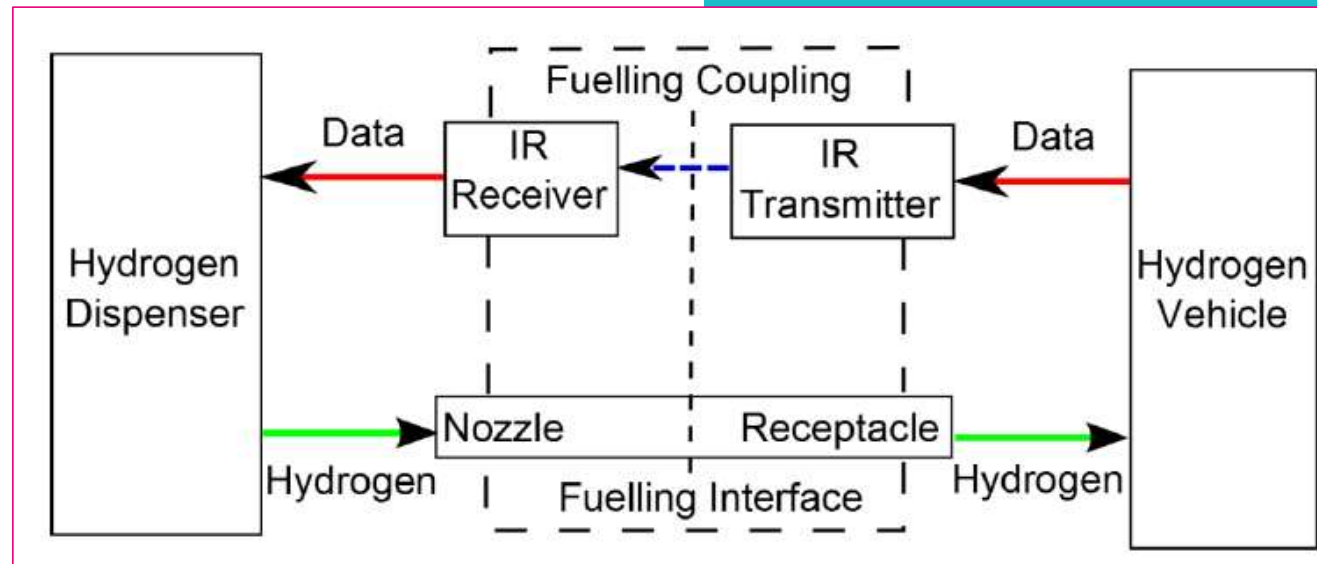 Fuelling Coupling
Data
IR
Receiver
IR
Transmitter
Data
Hydrogen
Dispenser
Hydrogen
Vehicle
Nozzle
Receptacle
Hydrogen
Fuelling Interface
Hydrogen